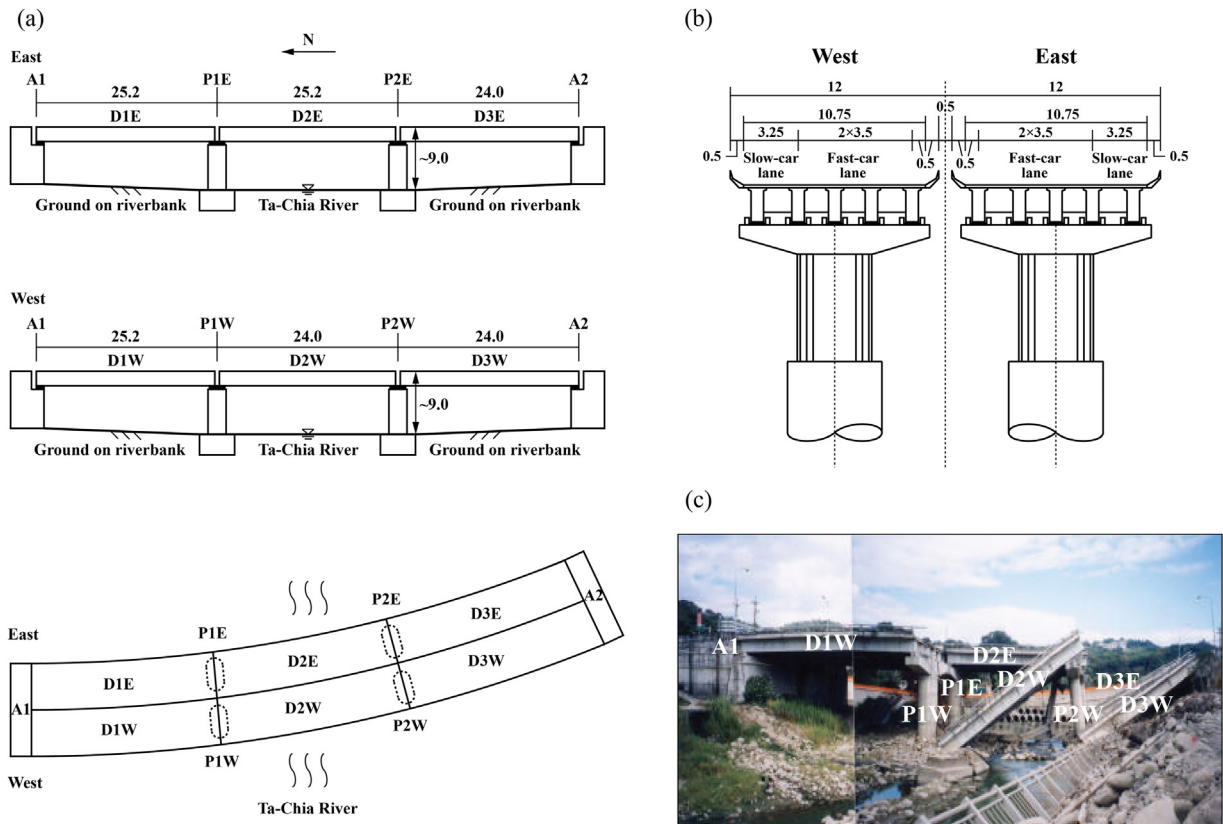 (a)
N
East
A1 P1E P2E A2
25.2 25.2 24.0
D1E D2E D3E
~9.0
Ground on riverbank Ta-Chia River Ground on riverbank
West
A1 P1W P2W A2
25.2 24.0 24.0
D1W D2W D3W
~9.0
Ground on riverbank Ta-Chia River Ground on riverbank
A2
P2E
D3E
East
P1E
D2E
D3W
D1E
A1
D2W
D1W
P2W
West
P1W
Ta-Chia River
(b)
West East
12 12
0.5
10.75 10.75
3.25 2×3.5 2×3.5 3.25
0.5 0.5 0.5 0.5
Slow-car lane
Fast-car lane
Fast-car lane
Slow-car lane
(c)
A1 D1W D2E
P1E D2W D3E
P1W P2W D3W